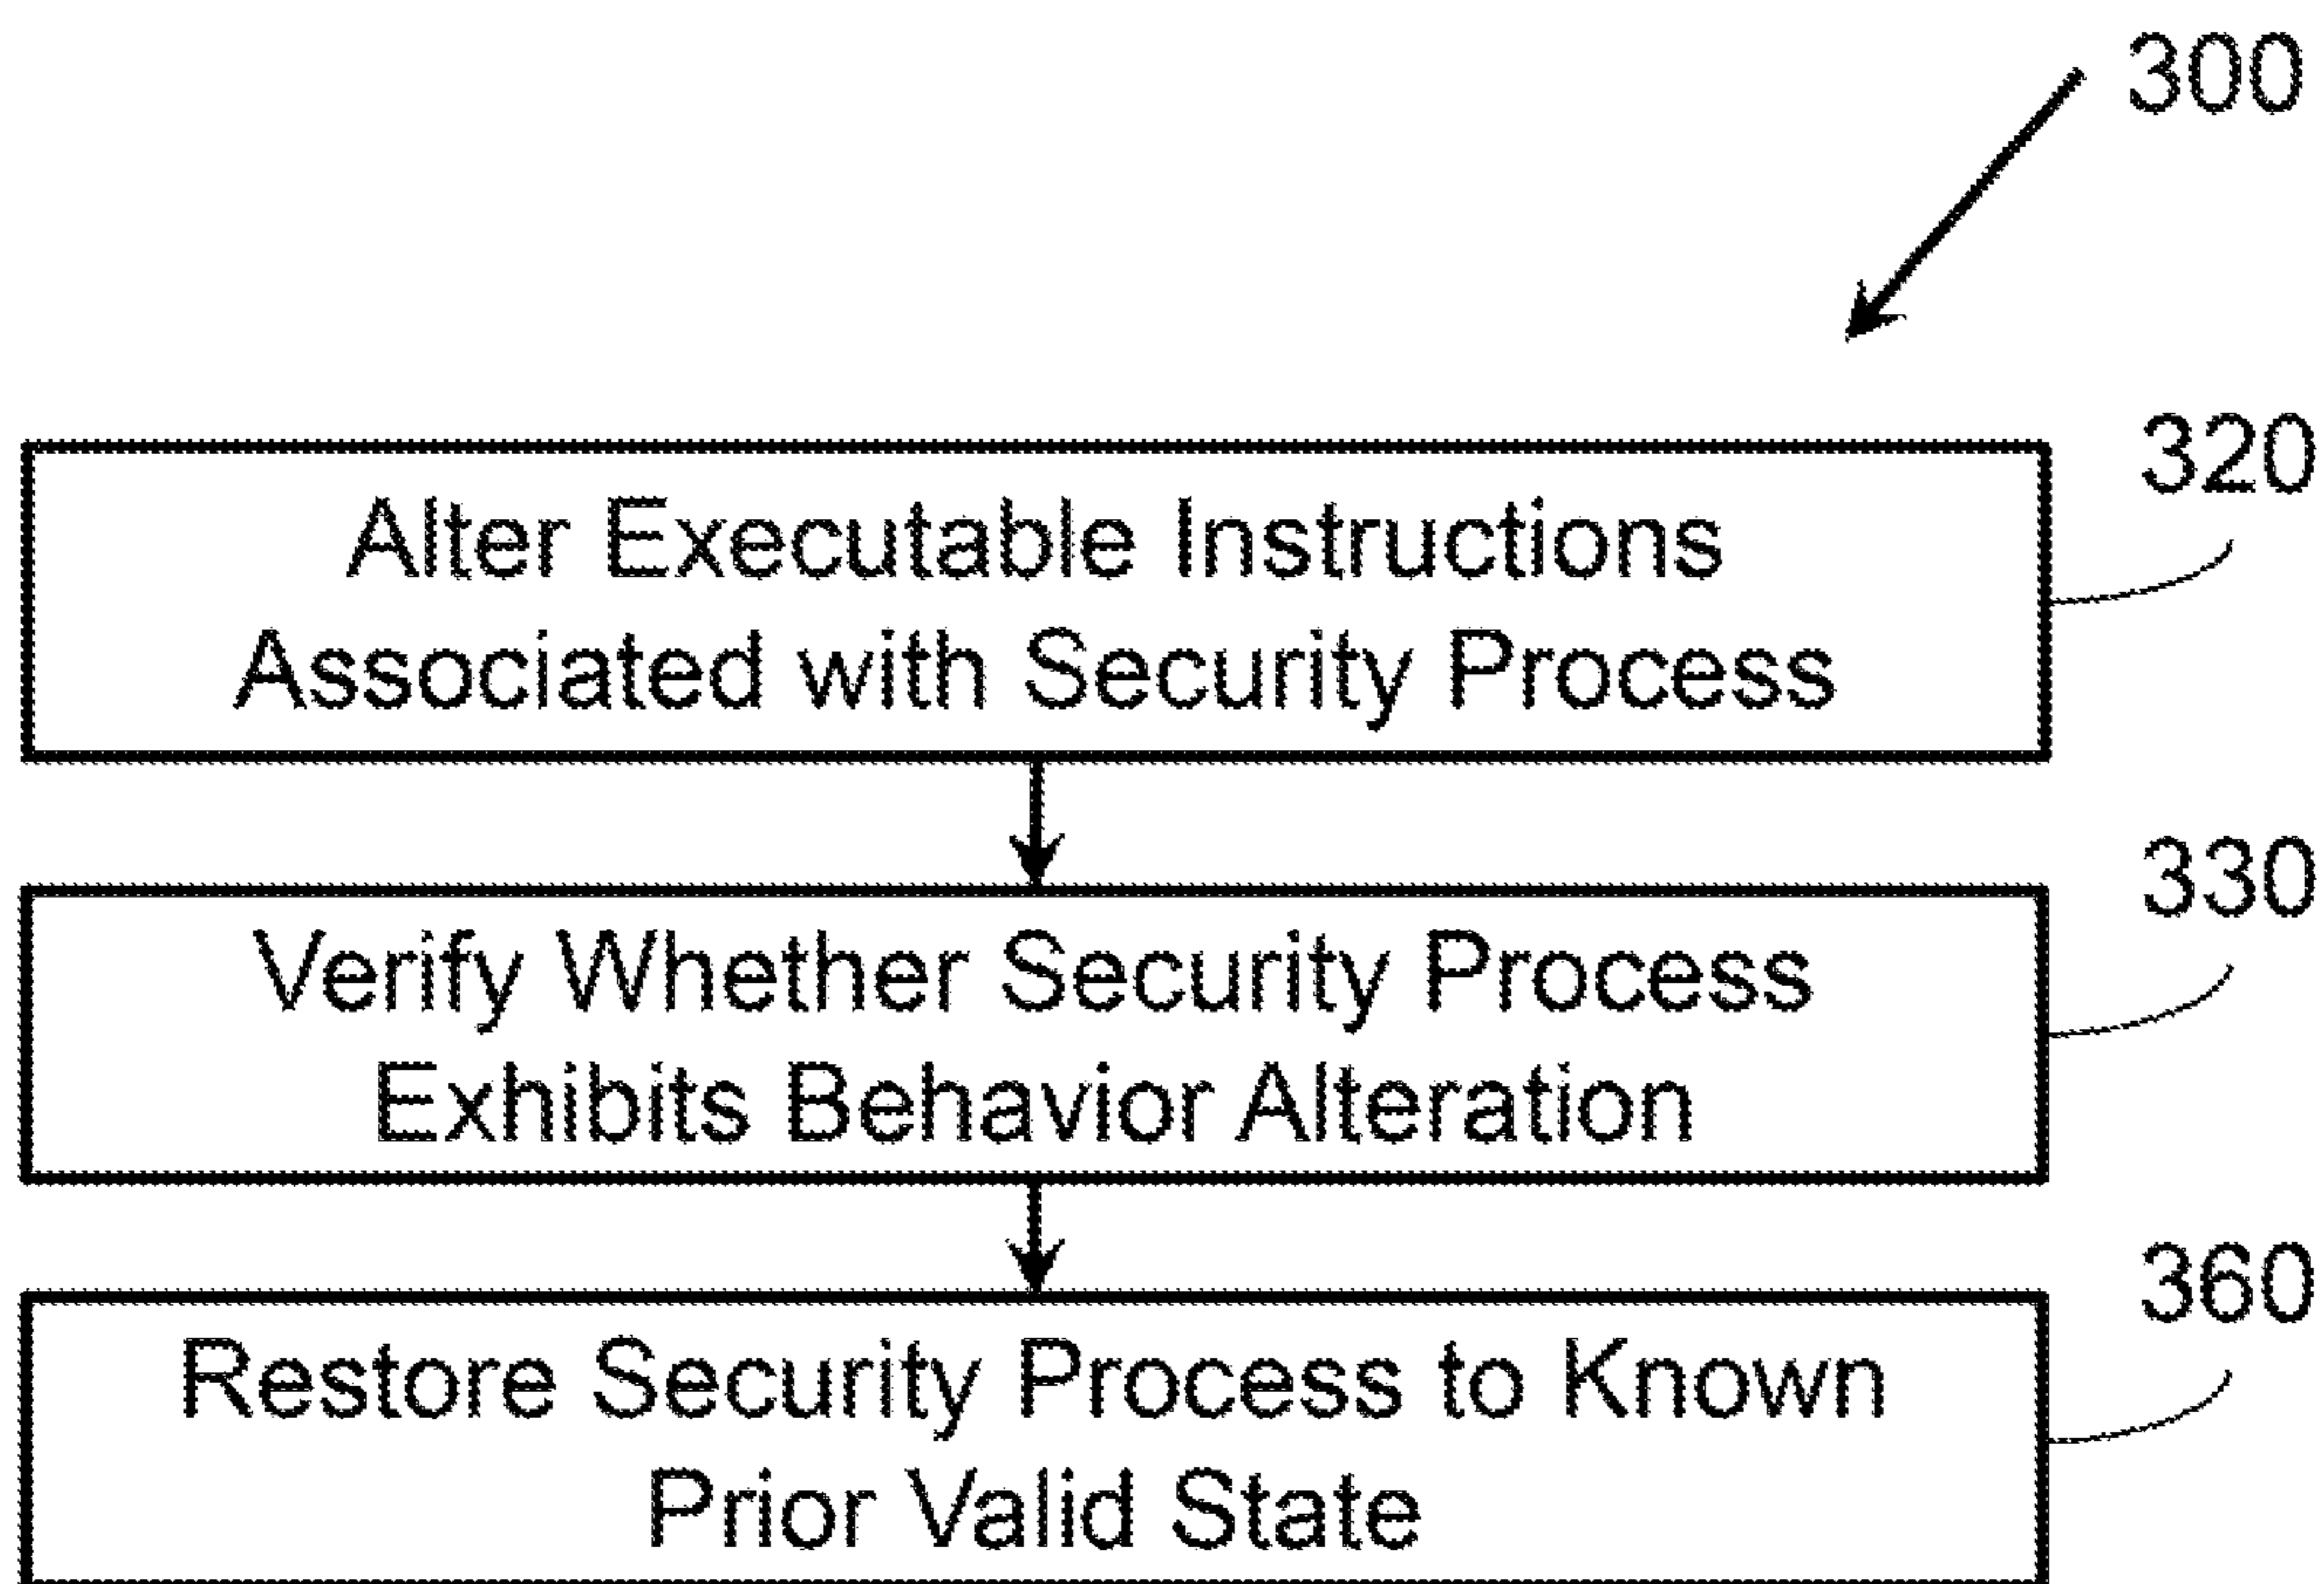 300
320
Alter Executable Instructions
Associated with Security Process
330
Verify Whether Security Process
Exhibits Behavior Alteration
360
Restore Security Process to Known
Prior Valid State